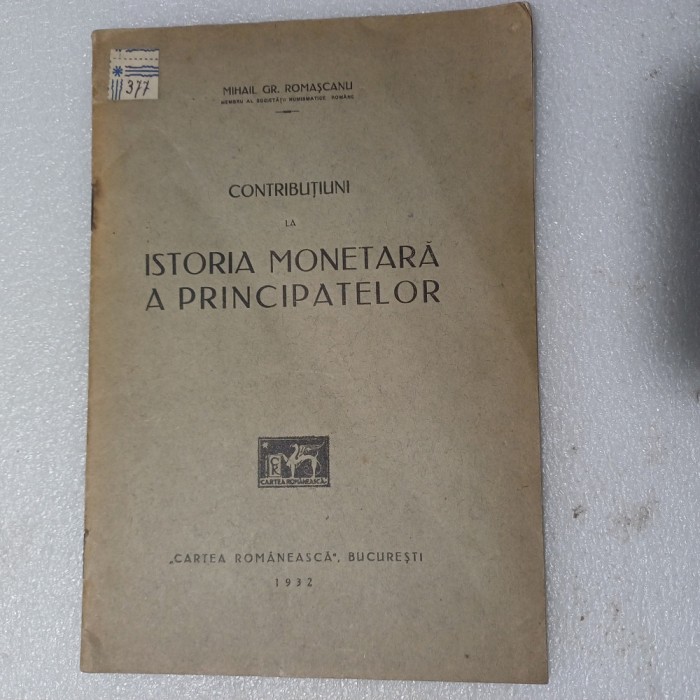 377
MIHAIL GR. ROMAȘCANU
MEMBRU AL SOCIETĂȚII NUMISMATICE ROMÂNE
CONTRIBUȚIUNI
LA
ISTORIA MONETARĂ
A PRINCIPATELOR
CR
CARTEA ROMÂNEASCĂ
„CARTEA ROMÂNEASCĂ", BUCUREȘTI
1932